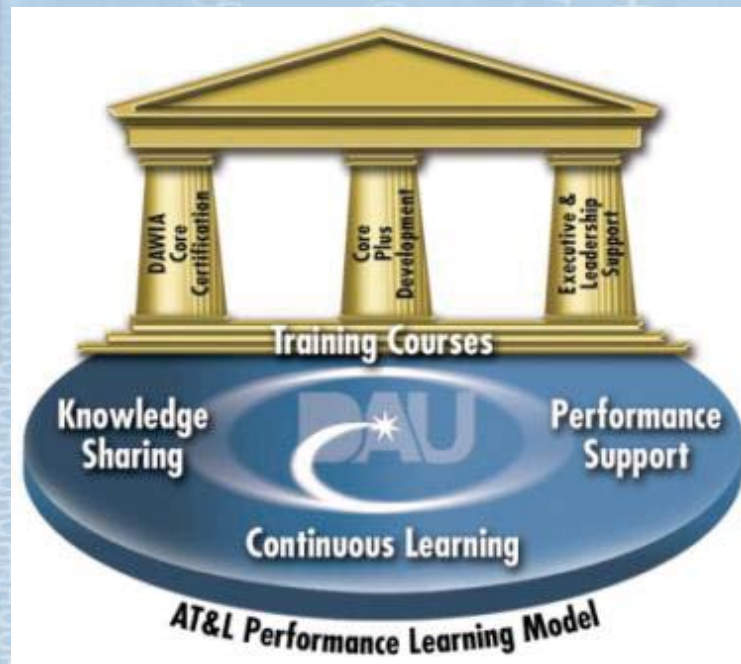 DAWIA
Core
Certification
Core
Plus
Development
Executive &
Leadership
Support
Training Courses
Knowledge
Sharing
DAU
Performance
Support
Continuous Learning
AT&L Performance Learning Model